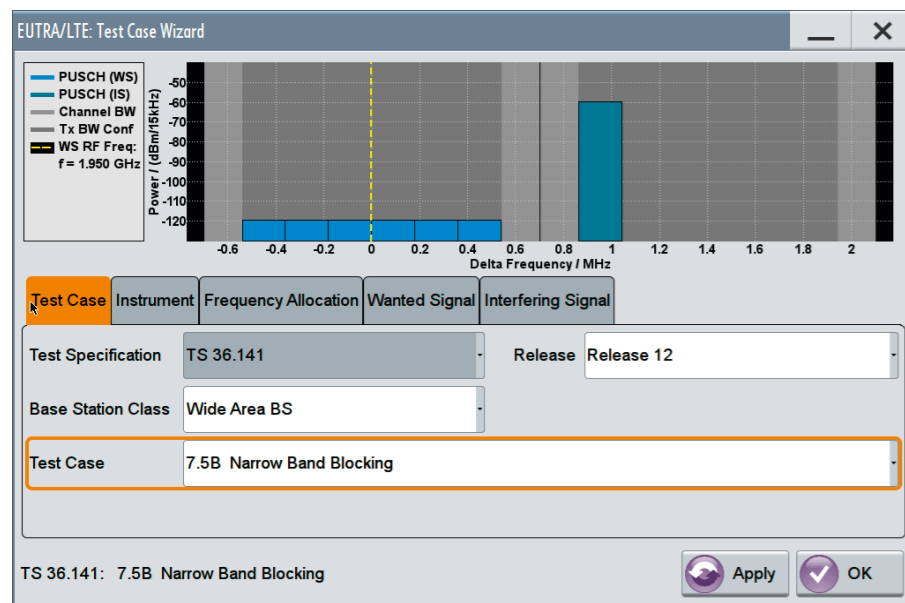 EUTRA/LTE: Test Case Wizard
PUSCH (WS)
PUSCH (IS)
Channel BW
Tx BW Conf
WS RF Freq:
f = 1.950 GHz
Power / (dBm/15kHz)
-50
-60
-70
-80
-90
-100
-110
-120
-0.6 -0.4 -0.2 0 0.2 0.4 0.6 0.8 1 1.2 1.4 1.6 1.8 2
Delta Frequency / MHz
Test Case Instrument Frequency Allocation Wanted Signal Interfering Signal
Test Specification TS 36.141 Release Release 12
Base Station Class Wide Area BS
Test Case 7.5B Narrow Band Blocking
TS 36.141: 7.5B Narrow Band Blocking Apply OK